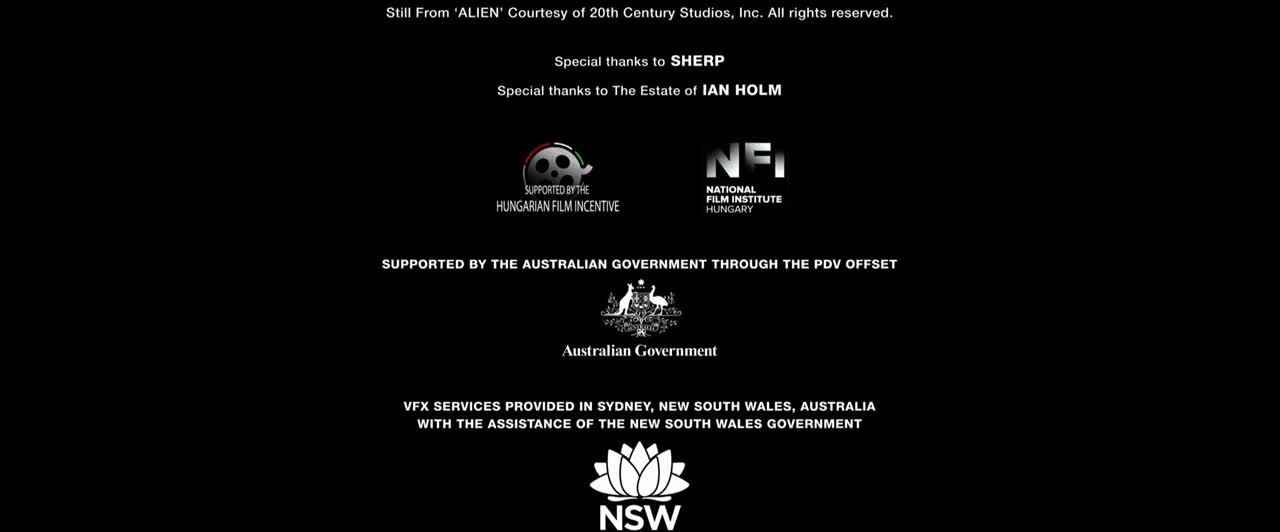 Still From ‘ALIEN’ Courtesy of 20th Century Studios, Inc. All rights reserved.
Special thanks to SHERP
Special thanks to The Estate of IAN HOLM
SUPPORTED BY THE
HUNGARIAN FILM INCENTIVE
NFI
NATIONAL
FILM INSTITUTE
HUNGARY
SUPPORTED BY THE AUSTRALIAN GOVERNMENT THROUGH THE PDV OFFSET
AUSTRALIA
Australian Government
VFX SERVICES PROVIDED IN SYDNEY, NEW SOUTH WALES, AUSTRALIA
WITH THE ASSISTANCE OF THE NEW SOUTH WALES GOVERNMENT
NSW